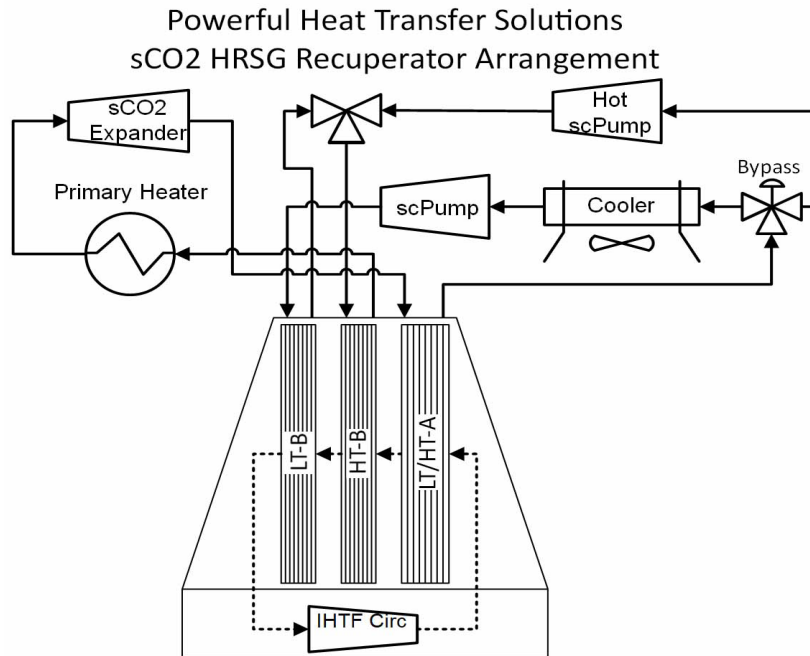 Powerful Heat Transfer Solutions
sCO2 HRSG Recuperator Arrangement
sCO2
Expander
Hot
scPump
Bypass
Primary Heater
scPump
Cooler
LT-B
HT-B
LT/HT-A
IHTF Circ